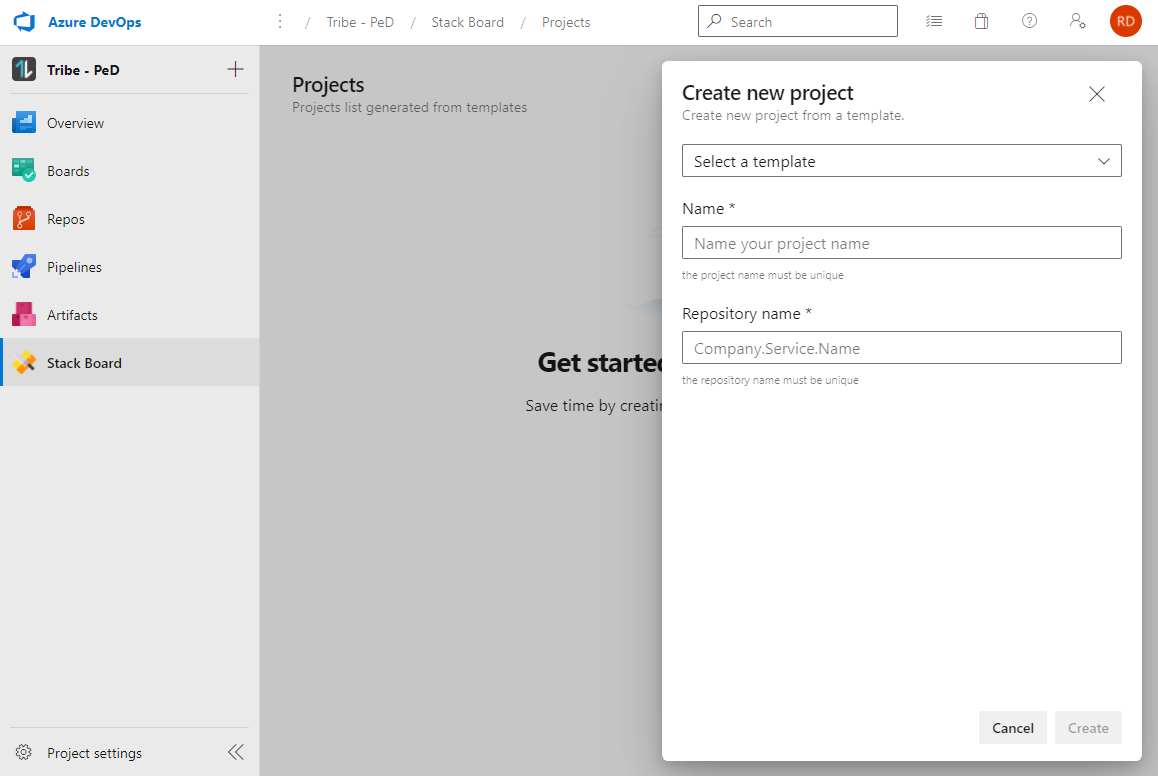 Azure DevOps
/ Tribe - PeD / Stack Board / Projects
Search
RD
Tribe - PeD
Overview
Boards
Repos
Pipelines
Artifacts
Stack Board
Project settings
Projects
Projects list generated from templates
Get started
Save time by
Create new project
Create new project from a template.
Select a template
Name *
Name your project name
the project name must be unique
Repository name *
Company.Service.Name
the repository name must be unique
Cancel
Create